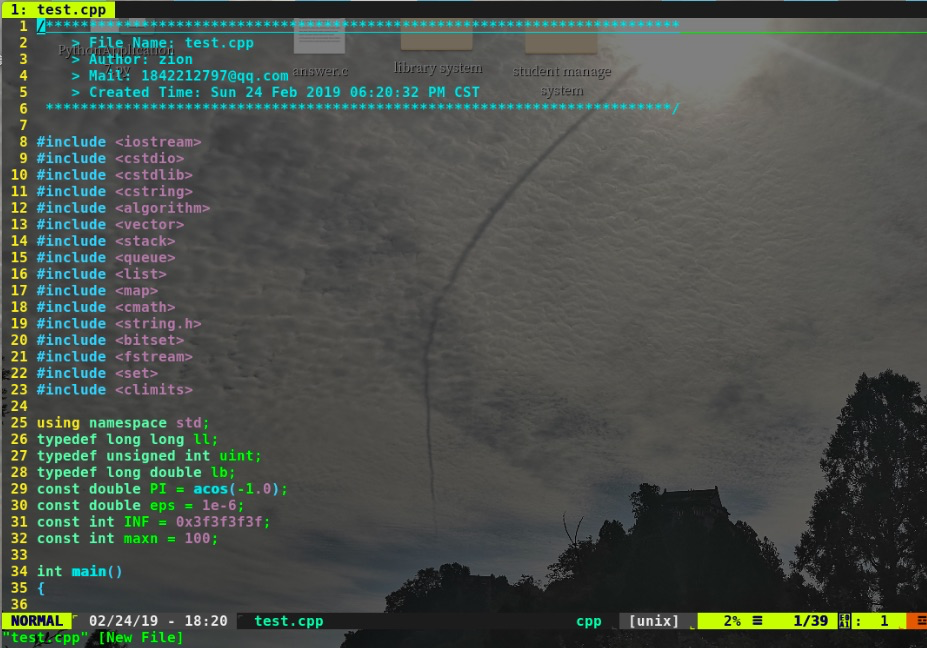 1: test.cpp
1 /*************************************************************************
2     > File Name: test.cpp
3     > Author: zion
4     > Mail: 1842212797@qq.com
5     > Created Time: Sun 24 Feb 2019 06:20:32 PM CST
6  ************************************************************************/
7
8 #include <iostream>
9 #include <cstdio>
10 #include <cstdlib>
11 #include <cstring>
12 #include <algorithm>
13 #include <vector>
14 #include <stack>
15 #include <queue>
16 #include <list>
17 #include <map>
18 #include <cmath>
19 #include <string.h>
20 #include <bitset>
21 #include <fstream>
22 #include <set>
23 #include <climits>
24
25 using namespace std;
26 typedef long long ll;
27 typedef unsigned int uint;
28 typedef long double lb;
29 const double PI = acos(-1.0);
30 const double eps = 1e-6;
31 const int INF = 0x3f3f3f3f;
32 const int maxn = 100;
33
34 int main()
35 {
36
NORMAL 02/24/19 - 18:20 test.cpp cpp [unix] 2% ≡ 1/39 : 1
"test.cpp" [New File]
PythonApplication
answer.c
library system
student manage
system